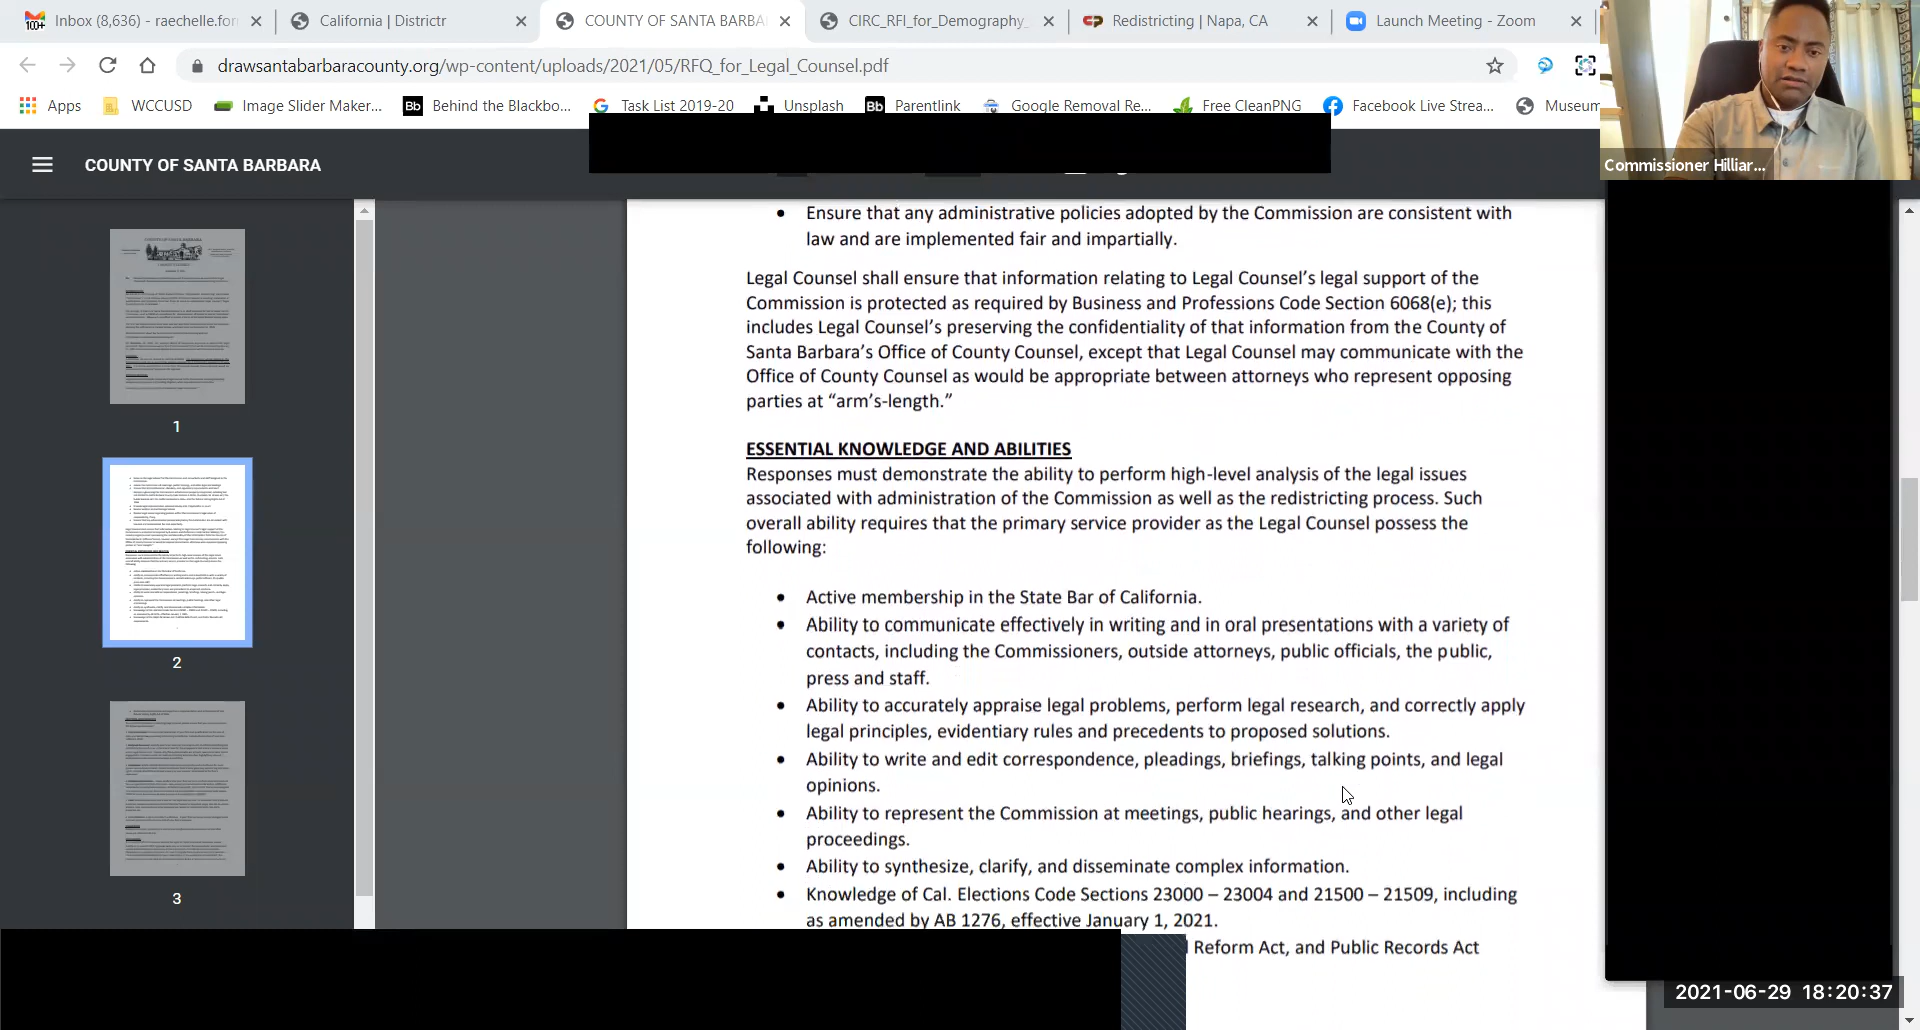 100+ Inbox (8,636) - raechelle.for
California | Districtr
COUNTY OF SANTA BARBA
CIRC_RFI_for_Demography_
Redistricting | Napa, CA
Launch Meeting - Zoom
drawsantabarbaracounty.org/wp-content/uploads/2021/05/RFQ_for_Legal_Counsel.pdf
Apps
WCCUSD
Image Slider Maker...
Bb Behind the Blackbo...
Task List 2019-20
Unsplash
Bb Parentlink
Google Removal Re...
Free CleanPNG
Facebook Live Strea...
Museum
Commissioner Hilliar...
COUNTY OF SANTA BARBARA
1
2
3
• Ensure that any administrative policies adopted by the Commission are consistent with
law and are implemented fair and impartially.
Legal Counsel shall ensure that information relating to Legal Counsel's legal support of the
Commission is protected as required by Business and Professions Code Section 6068(e); this
includes Legal Counsel's preserving the confidentiality of that information from the County of
Santa Barbara's Office of County Counsel, except that Legal Counsel may communicate with the
Office of County Counsel as would be appropriate between attorneys who represent opposing
parties at “arm's-length.”
ESSENTIAL KNOWLEDGE AND ABILITIES
Responses must demonstrate the ability to perform high-level analysis of the legal issues
associated with administration of the Commission as well as the redistricting process. Such
overall ability requires that the primary service provider as the Legal Counsel possess the
following:
• Active membership in the State Bar of California.
• Ability to communicate effectively in writing and in oral presentations with a variety of
contacts, including the Commissioners, outside attorneys, public officials, the public,
press and staff.
• Ability to accurately appraise legal problems, perform legal research, and correctly apply
legal principles, evidentiary rules and precedents to proposed solutions.
• Ability to write and edit correspondence, pleadings, briefings, talking points, and legal
opinions.
• Ability to represent the Commission at meetings, public hearings, and other legal
proceedings.
• Ability to synthesize, clarify, and disseminate complex information.
• Knowledge of Cal. Elections Code Sections 23000 – 23004 and 21500 – 21509, including
as amended by AB 1276, effective January 1, 2021.
Reform Act, and Public Records Act
2021-06-29 18:20:37